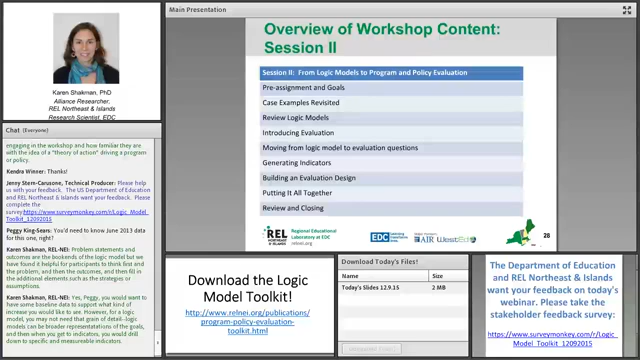 Main Presentation
Karen Shakman, PhD
Alliance Researcher,
REL Northeast & Islands
Research Scientist, EDC
Chat (Everyone)
engaging in the workshop and how familiar they are
with the idea of a "theory of action" driving a program
or policy.
Kendra Winner: Thanks!
Jenny Stern-Carusone, Technical Producer: Please help
us with your feedback. The US Department of Education
and REL Northeast & Islands want your feedback. Please
complete the
survey:https://www.surveymonkey.com/r/Logic_Model_
Toolkit_12092015
Peggy King-Sears: You'd need to know June 2013 data
for this one, right?
Karen Shakman, REL-NEI: Problem statements and
outcomes are the bookends of the logic model but we
have found it helpful for participants to think first
and the problem, and then the outcomes, and then fill in
the additional elements such as the strategies or
assumptions.
Karen Shakman, REL-NEI: Yes, Peggy, you would want to
have some baseline data to support what kind of
increase you would like to see. However, for a logic
model, you may not need that grain of detail--logic
models can be broader representations of the goals,
and then when you get to indicators, you would drill
down to specific and measureable indicators.
Overview of Workshop Content:
Session II
Session II: From Logic Models to Program and Policy Evaluation
Pre-assignment and Goals
Case Examples Revisited
Review Logic Models
Introducing Evaluation
Moving from logic model to evaluation questions
Generating Indicators
Building an Evaluation Design
Putting It All Together
Review and Closing
REL
NORTHEAST
& ISLANDS
Regional Educational
Laboratory at EDC
relnei.org
EDC
AIR
WestEd
28
Download the Logic
Model Toolkit!
http://www.relnei.org/publications/
program-policy-evaluation-
toolkit.html
Download Today's Files!
Name
Size
Today's Slides 12.9.15
2 MB
The Department of Education
and REL Northeast & Islands
want your feedback on today's
webinar. Please take the
stakeholder feedback survey:
https://www.surveymonkey.com/r/Logic_
Model_Toolkit_12092015